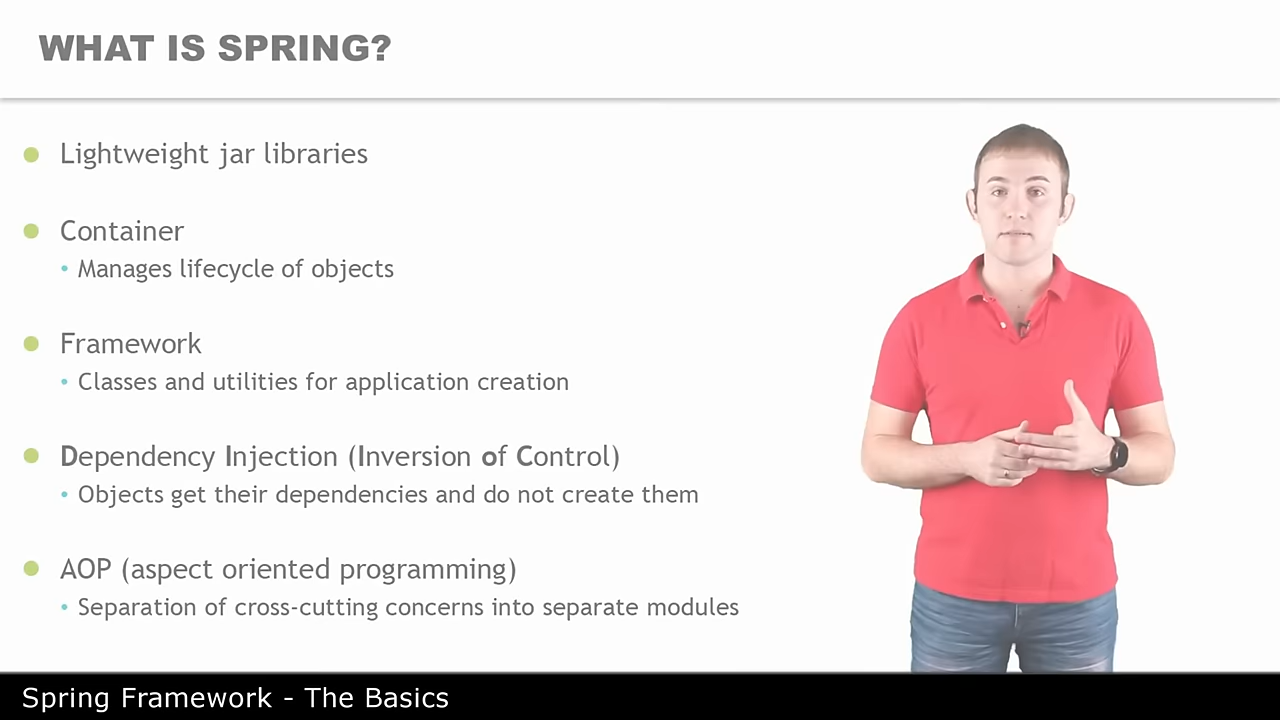 WHAT IS SPRING?
Lightweight jar libraries
Container
• Manages lifecycle of objects
Framework
• Classes and utilities for application creation
Dependency Injection (Inversion of Control)
• Objects get their dependencies and do not create them
AOP (aspect oriented programming)
• Separation of cross-cutting concerns into separate modules
Spring Framework - The Basics